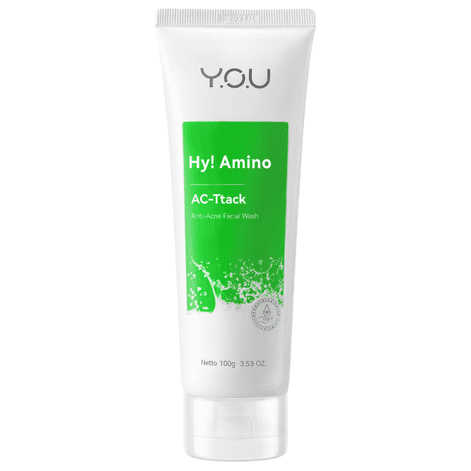 Y.O.U
Hy! Amino
AC-Ttack
Anti-Acne Facial Wash
Netto 100g 3.53 OZ.